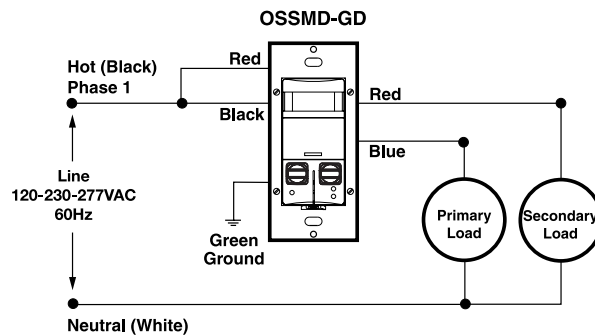 OSSMD-GD
Red
Hot (Black)
Phase 1
Black
Red
Blue
Line
120-230-277VAC
60Hz
Green
Ground
Primary
Load
Secondary
Load
Neutral (White)